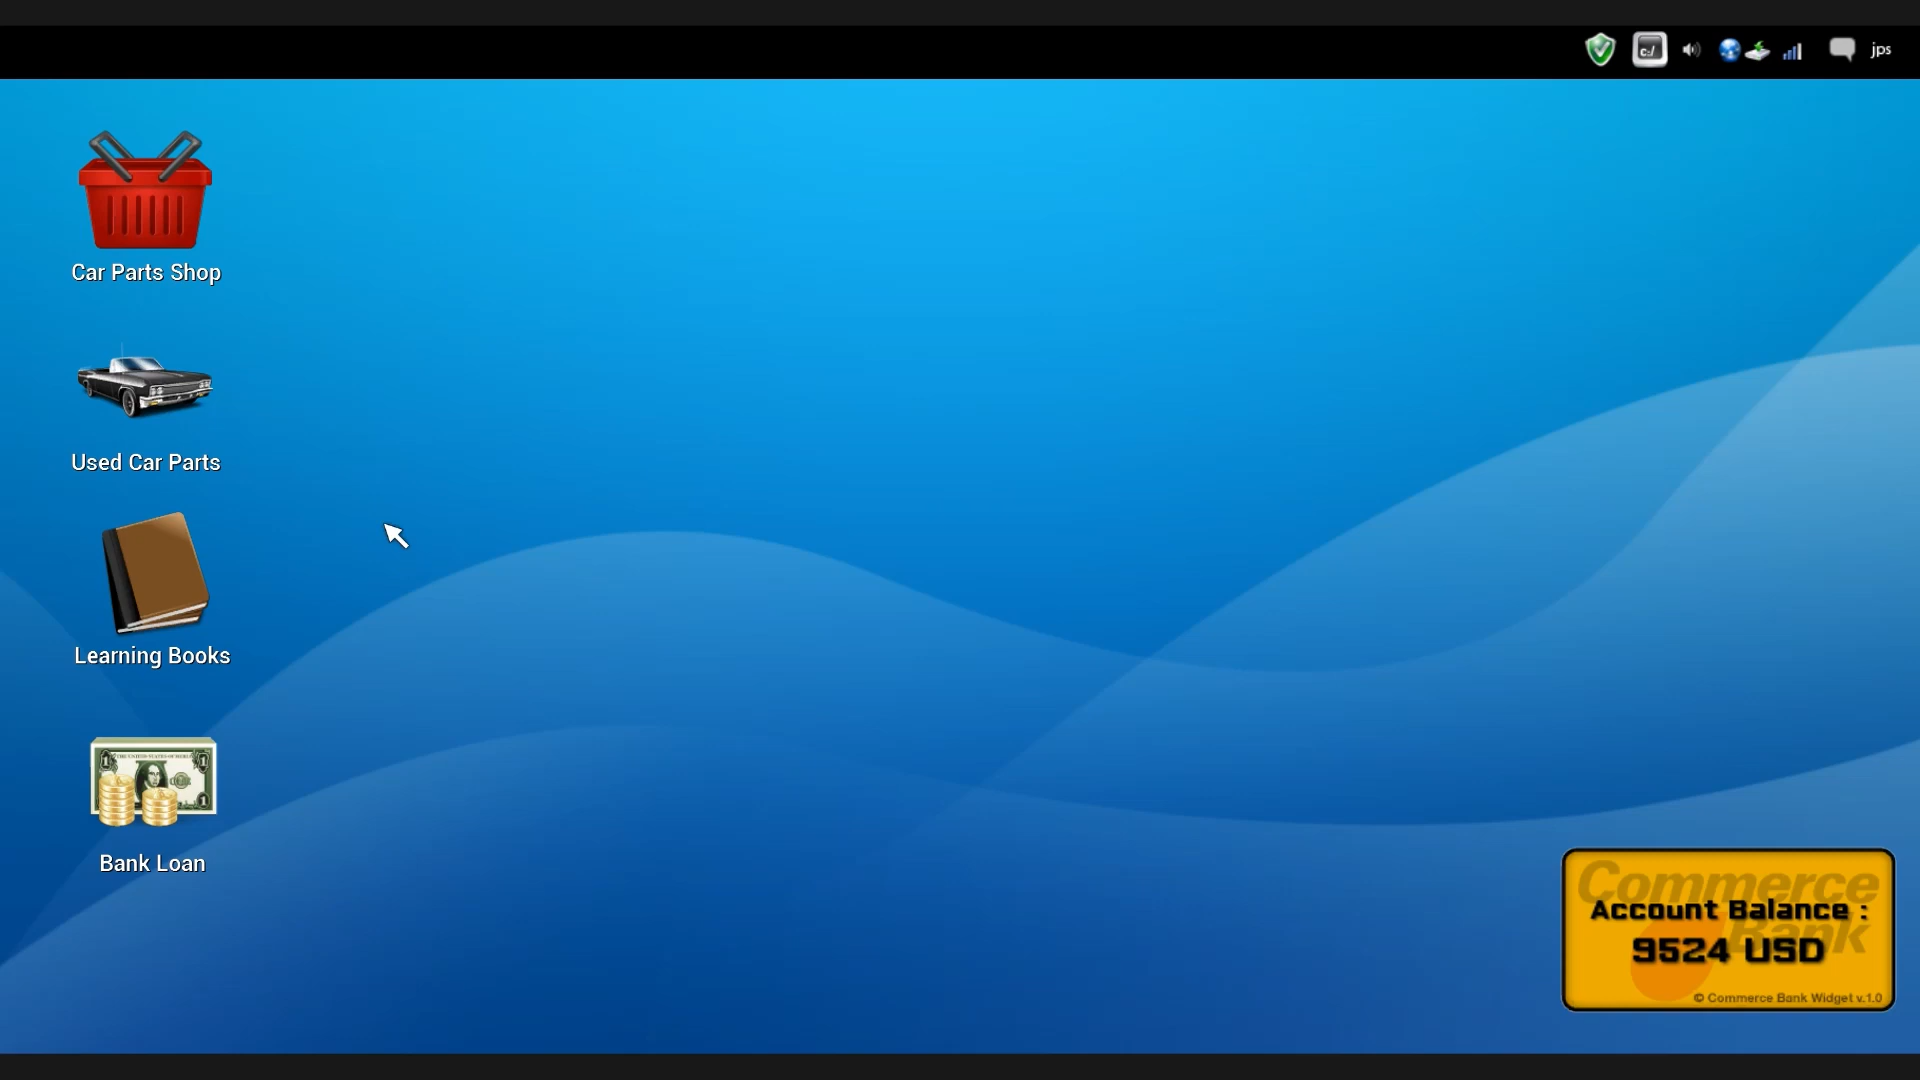 c:/
jps
Car Parts Shop
Used Car Parts
Learning Books
Bank Loan
Commerce
Bank
Account Balance :
9524 USD
© Commerce Bank Widget v.1.0